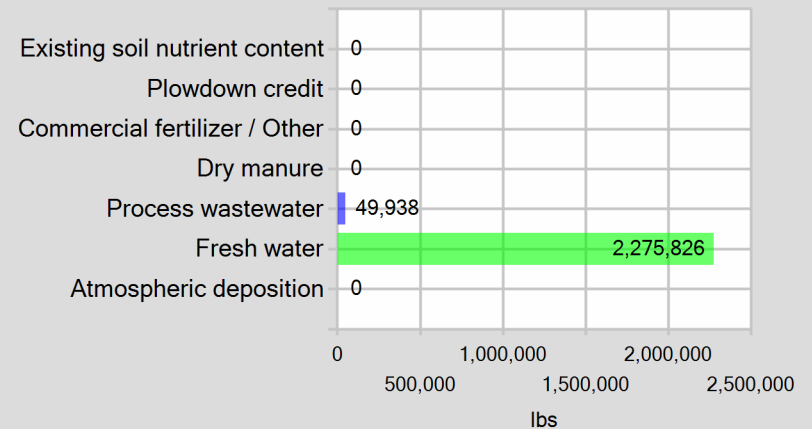 Existing soil nutrient content 0
Plowdown credit 0
Commercial fertilizer / Other 0
Dry manure 0
Process wastewater 49,938
Fresh water 2,275,826
Atmospheric deposition 0
0 1,000,000 2,000,000
500,000 1,500,000 2,500,000
lbs